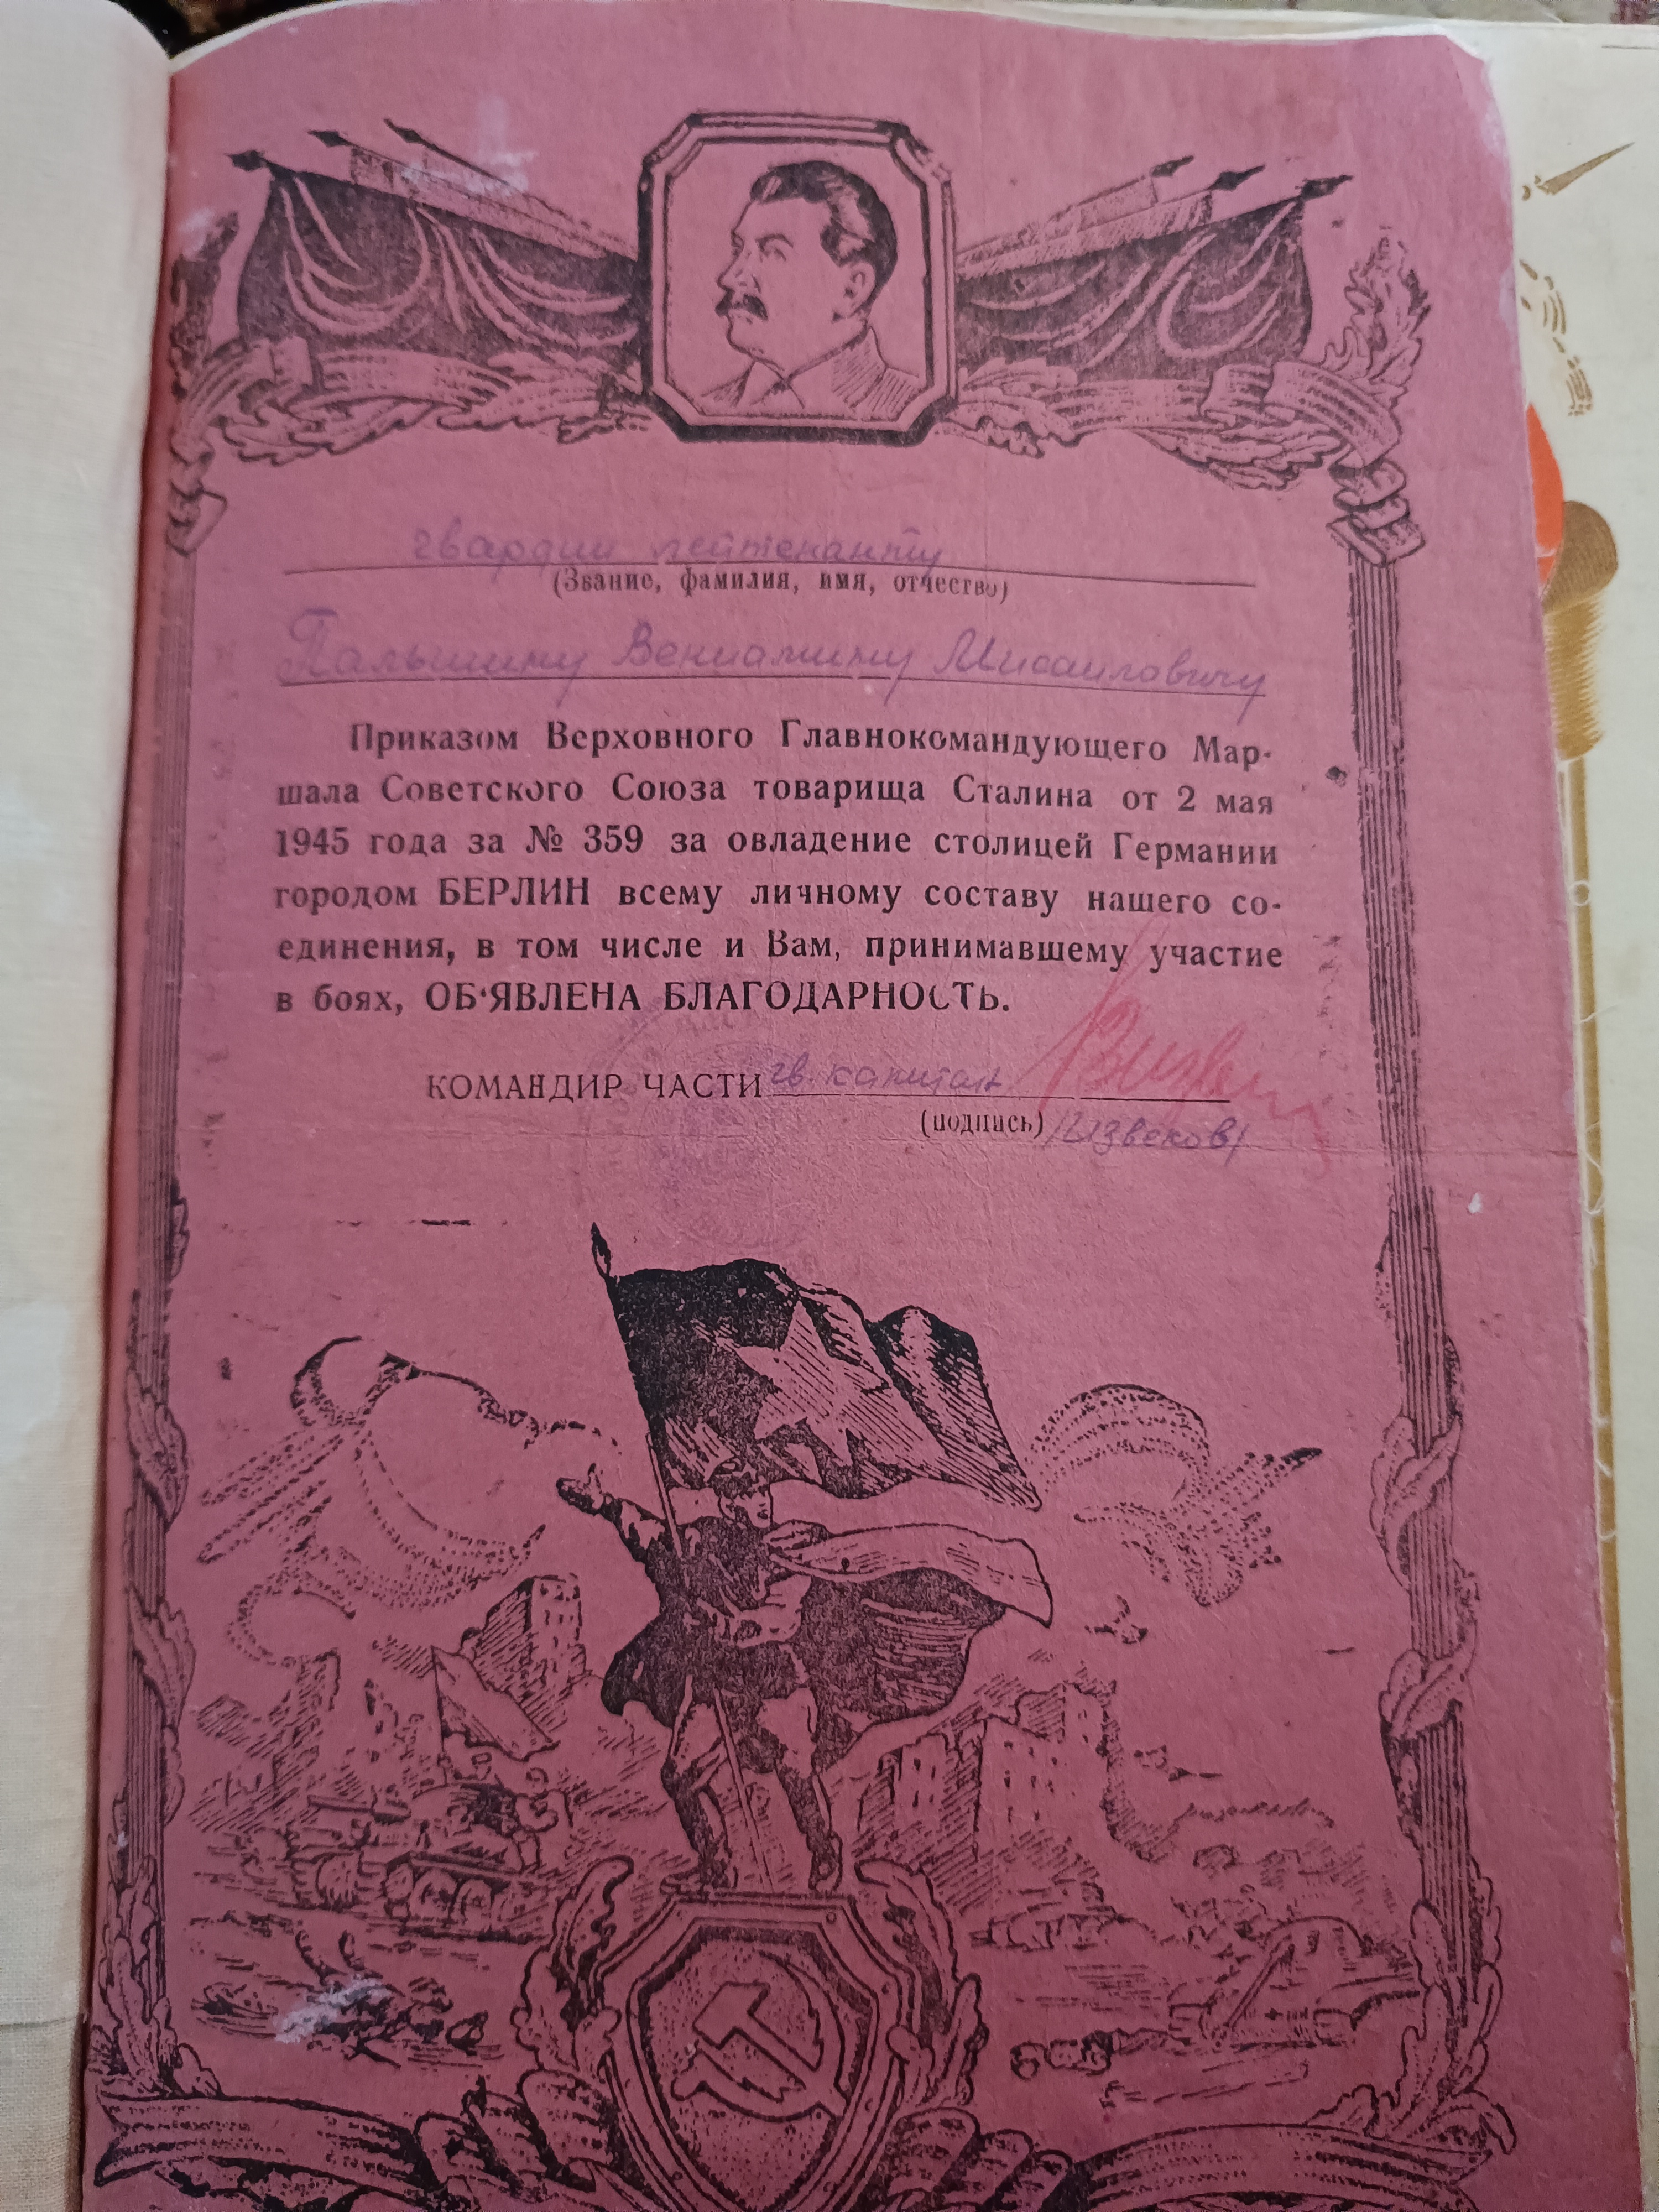 гвардии лейтенанту
(Звание, фамилия, имя, отчество)
Пальшину Вениамину Михаиловичу
Приказом Верховного Главнокомандующего Мар-
шала Советского Союза товарища Сталина от 2 мая
1945 года за № 359 за овладение столицей Германии
городом БЕРЛИН всему личному составу нашего со-
единения, в том числе и Вам, принимавшему участие
в боях, ОБ'ЯВЛЕНА БЛАГОДАРНОСТЬ.
КОМАНДИР ЧАСТИ гв. капитан
(подпись) /Извеков/